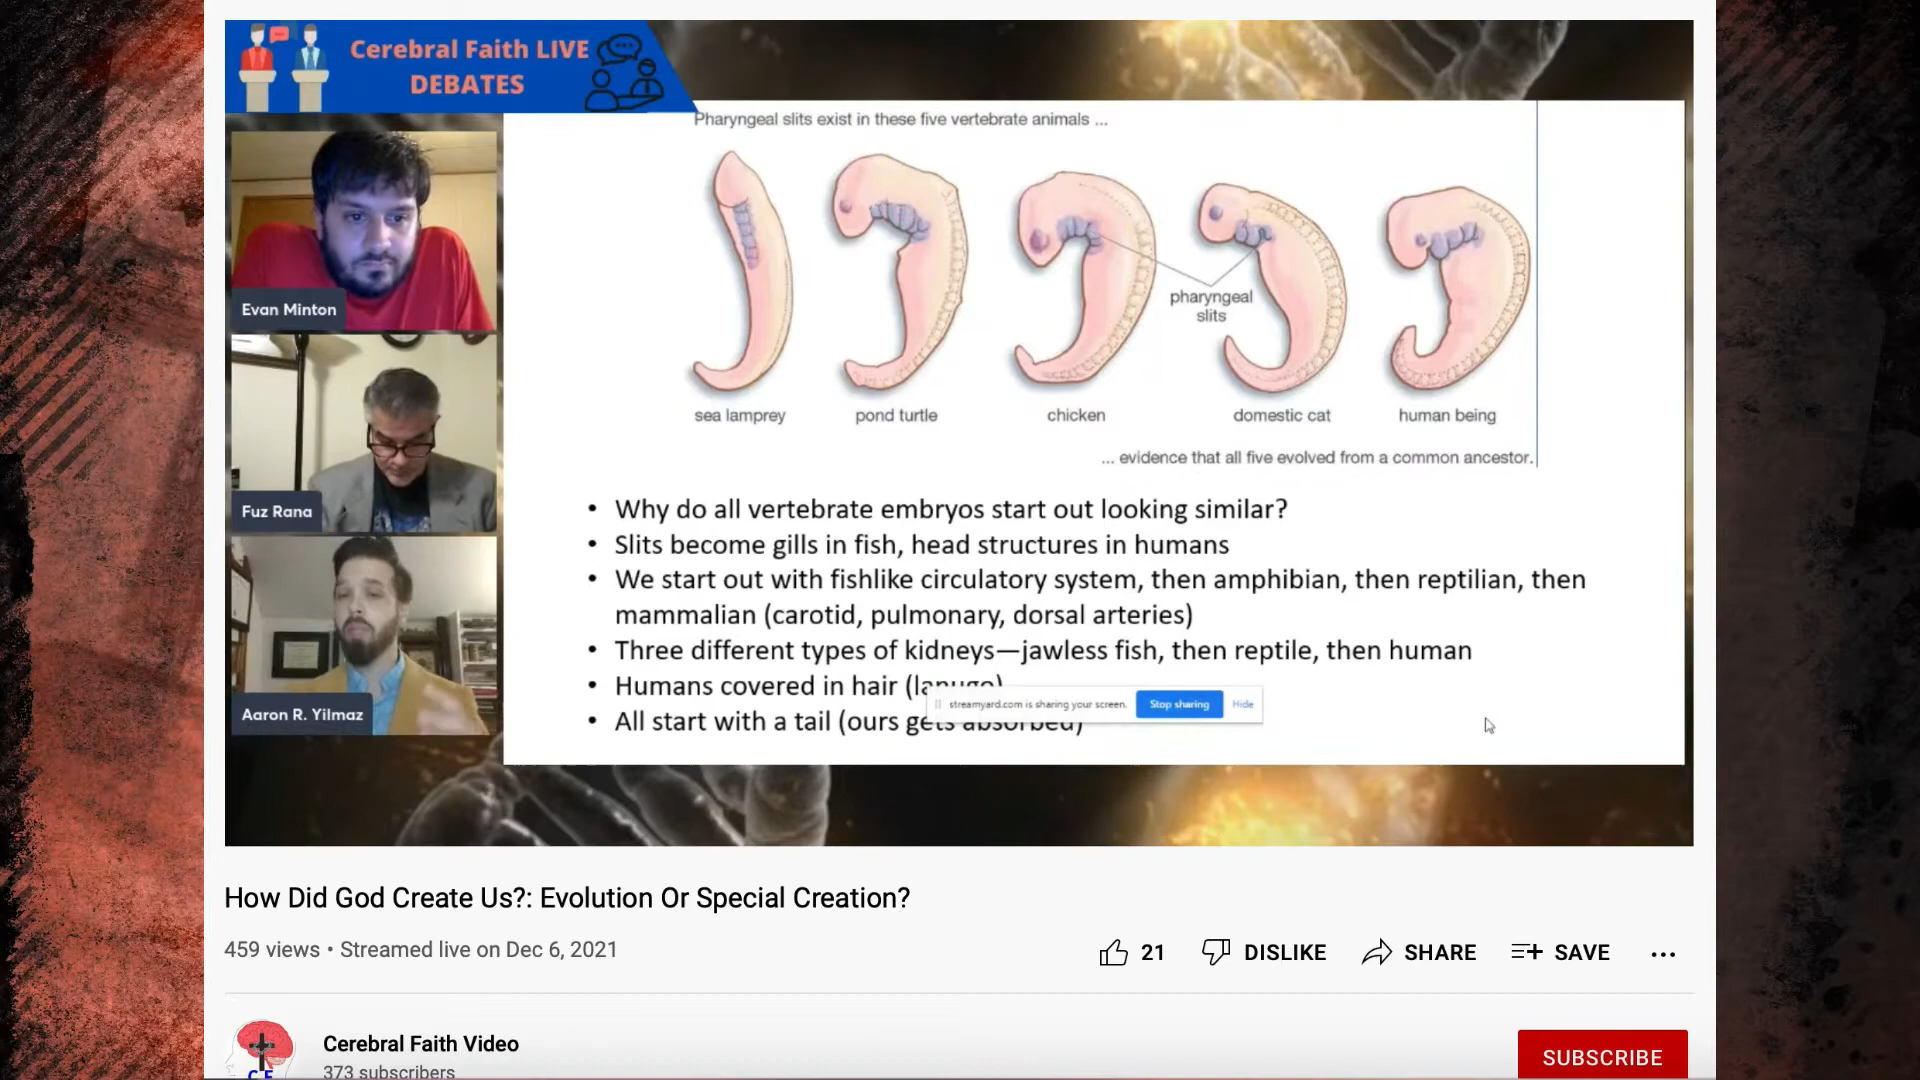 Cerebral Faith LIVE
DEBATES
Pharyngeal slits exist in these five vertebrate animals ...
pharyngeal
slits
sea lamprey
pond turtle
chicken
domestic cat
human being
... evidence that all five evolved from a common ancestor.
Evan Minton
Fuz Rana
Aaron R. Yilmaz
• Why do all vertebrate embryos start out looking similar?
• Slits become gills in fish, head structures in humans
• We start out with fishlike circulatory system, then amphibian, then reptilian, then
mammalian (carotid, pulmonary, dorsal arteries)
• Three different types of kidneys—jawless fish, then reptile, then human
• Humans covered in hair (lanugo)
streamyard.com is sharing your screen. Stop sharing Hide
• All start with a tail (ours gets absorbed)
How Did God Create Us?: Evolution Or Special Creation?
459 views • Streamed live on Dec 6, 2021
21 DISLIKE SHARE SAVE ...
Cerebral Faith Video
373 subscribers
C F
SUBSCRIBE